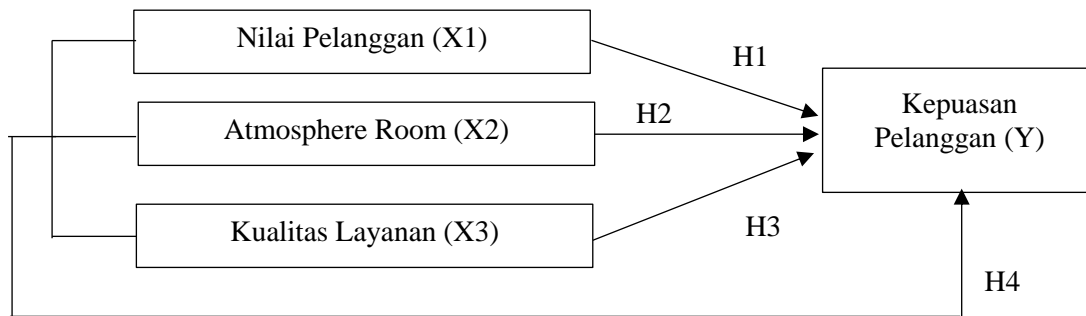 Nilai Pelanggan (X1)
H1
Atmosphere Room (X2)
H2
Kepuasan
Pelanggan (Y)
Kualitas Layanan (X3)
H3
H4